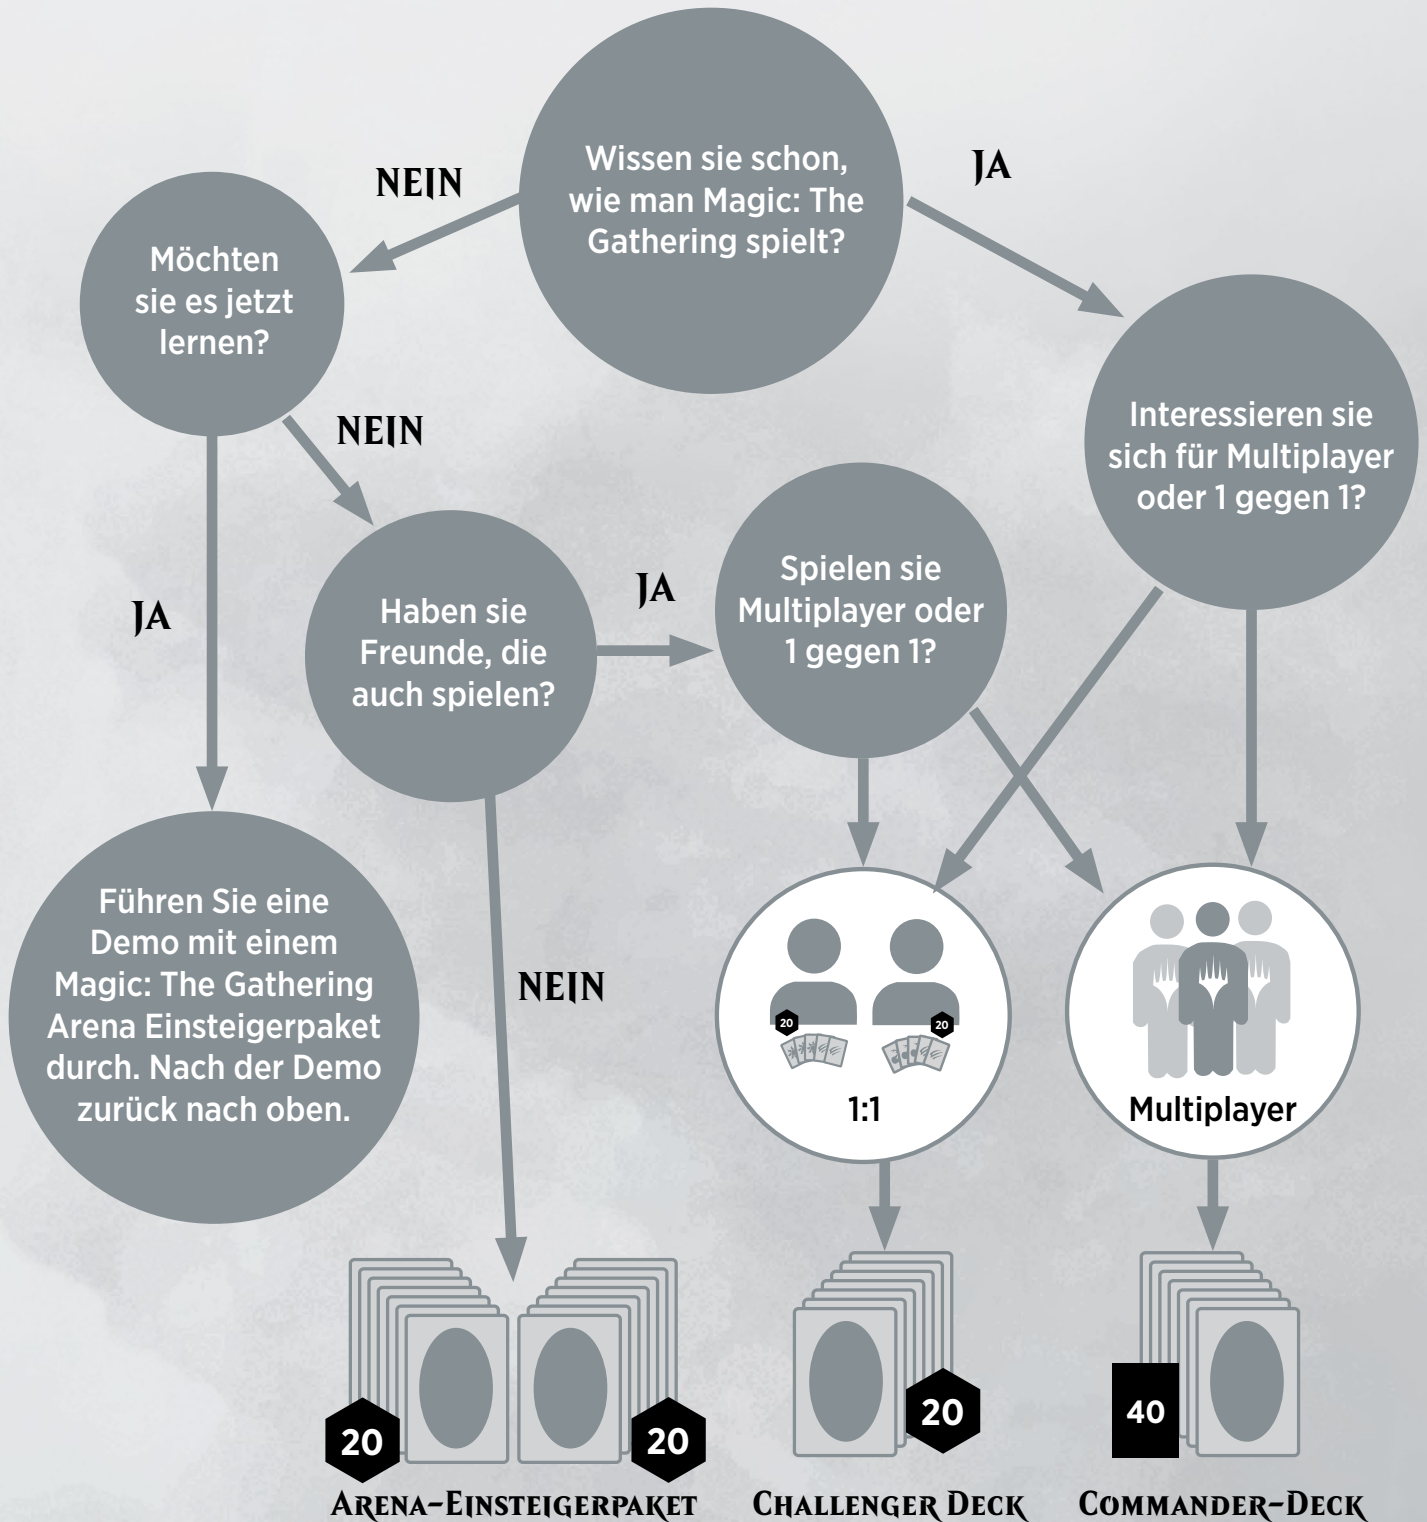 Wissen sie schon,
wie man Magic: The
Gathering spielt?
NEIN
JA
Möchten
sie es jetzt
lernen?
Interessieren sie
sich für Multiplayer
oder 1 gegen 1?
NEIN
JA
Haben sie
Freunde, die
auch spielen?
JA
Spielen sie
Multiplayer oder
1 gegen 1?
Führen Sie eine
Demo mit einem
Magic: The Gathering
Arena Einsteigerpaket
durch. Nach der Demo
zurück nach oben.
NEIN
20
20
1:1
Multiplayer
20
20
20
40
ARENA-EINSTEIGERPAKET
CHALLENGER DECK
COMMANDER-DECK